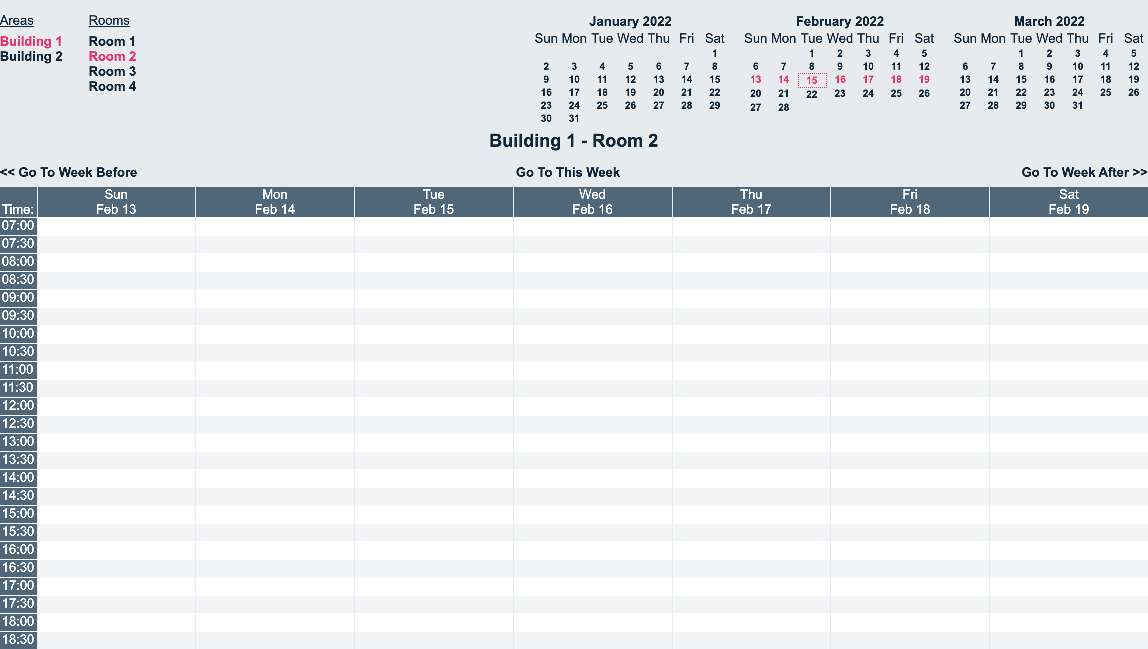 Areas
Building 1
Building 2
Rooms
Room 1
Room 2
Room 3
Room 4
January 2022
Sun Mon Tue Wed Thu Fri Sat
1
2 3 4 5 6 7 8
9 10 11 12 13 14 15
16 17 18 19 20 21 22
23 24 25 26 27 28 29
30 31
February 2022
Sun Mon Tue Wed Thu Fri Sat
1 2 3 4 5
6 7 8 9 10 11 12
13 14 15 16 17 18 19
20 21 22 23 24 25 26
27 28
March 2022
Sun Mon Tue Wed Thu Fri Sat
1 2 3 4 5
6 7 8 9 10 11 12
13 14 15 16 17 18 19
20 21 22 23 24 25 26
27 28 29 30 31
Building 1 - Room 2
<< Go To Week Before
Go To This Week
Go To Week After >>
Time:
Sun
Feb 13
Mon
Feb 14
Tue
Feb 15
Wed
Feb 16
Thu
Feb 17
Fri
Feb 18
Sat
Feb 19
07:00
07:30
08:00
08:30
09:00
09:30
10:00
10:30
11:00
11:30
12:00
12:30
13:00
13:30
14:00
14:30
15:00
15:30
16:00
16:30
17:00
17:30
18:00
18:30